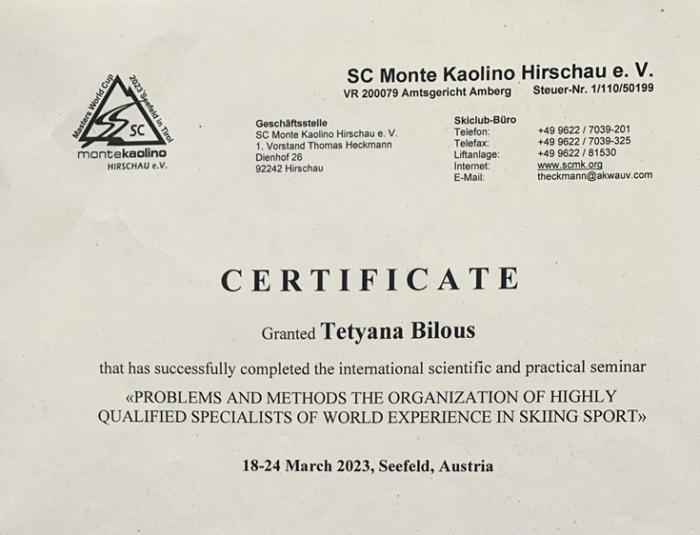 SC Monte Kaolino Hirschau e. V.
VR 200079 Amtsgericht Amberg Steuer-Nr. 1/110/50199
Masters World Cup
2023 Seefeld in Tirol
SC
montekaolino
HIRSCHAU e.V.
Geschäftsstelle
SC Monte Kaolino Hirschau e. V.
1. Vorstand Thomas Heckmann
Dienhof 26
92242 Hirschau
Skiclub-Büro
Telefon: +49 9622 / 7039-201
Telefax: +49 9622 / 7039-325
Liftanlage: +49 9622 / 81530
Internet: www.scmk.org
E-Mail: theckmann@akwauv.com
CERTIFICATE
Granted Tetyana Bilous
that has successfully completed the international scientific and practical seminar
«PROBLEMS AND METHODS THE ORGANIZATION OF HIGHLY
QUALIFIED SPECIALISTS OF WORLD EXPERIENCE IN SKIING SPORT»
18-24 March 2023, Seefeld, Austria